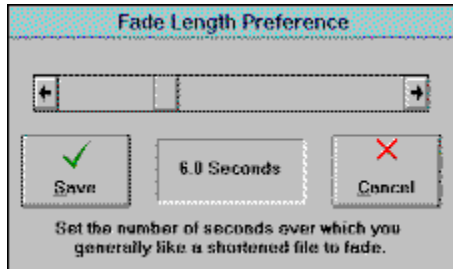 Fade Length Preference
6.0 Seconds
Save
Cancel
Set the number of seconds over which you
generally like a shortened file to fade.